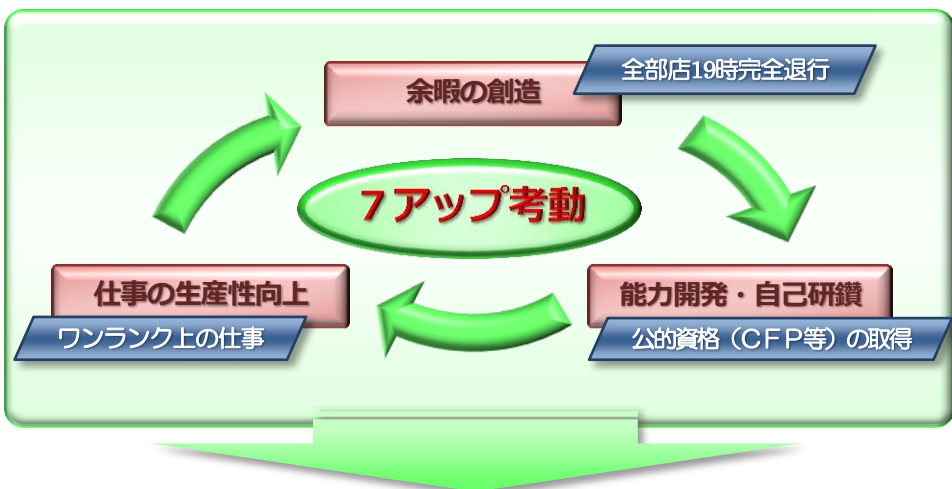 余暇の創造
全部店19時完全退行
7アップ考動
仕事の生産性向上
ワンランク上の仕事
能力開発・自己研鑽
公的資格（CFP等）の取得